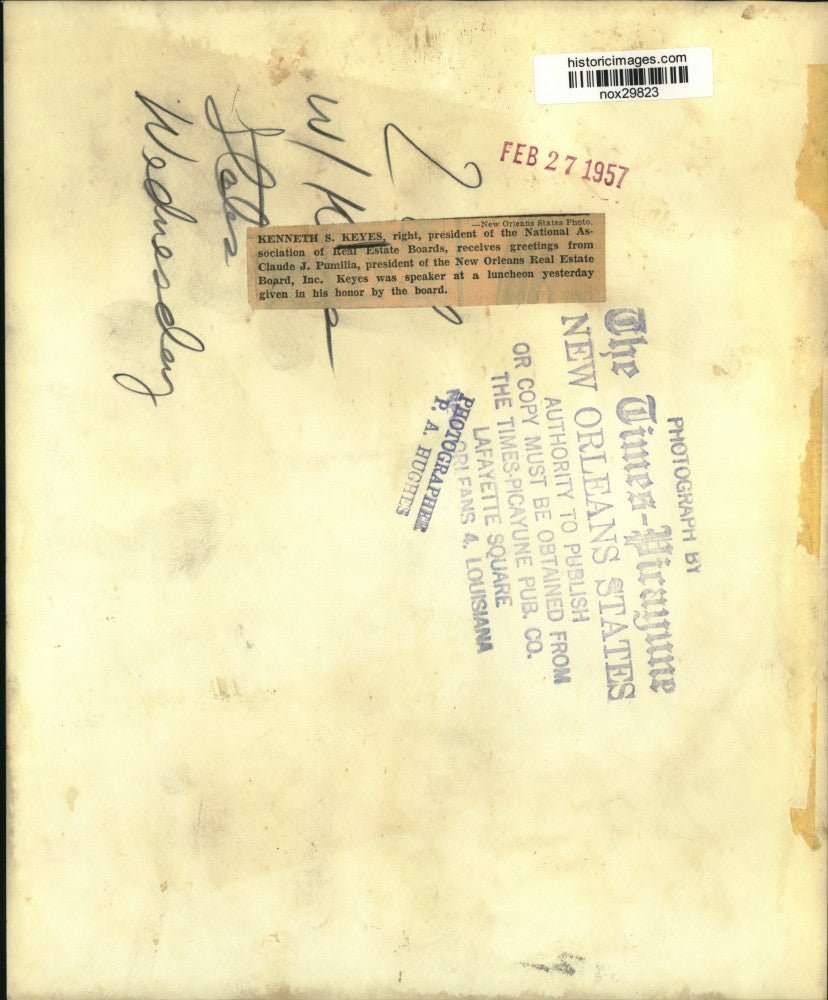 historicimages.com
nox29823
FEB 27 1957
—New Orleans States Photo.
KENNETH S. KEYES, right, president of the National As-
sociation of Real Estate Boards, receives greetings from
Claude J. Pumilia, president of the New Orleans Real Estate
Board, Inc. Keyes was speaker at a luncheon yesterday
given in his honor by the board.
2
w/
States
Wednesday
PHOTOGRAPH BY
The Times-Picayune
NEW ORLEANS STATES
AUTHORITY TO PUBLISH
OR COPY MUST BE OBTAINED FROM
THE TIMES-PICAYUNE PUB. CO.
LAFAYETTE SQUARE
NEW ORLEANS 4, LOUISIANA
PHOTOGRAPHER
P. A. HUGHES